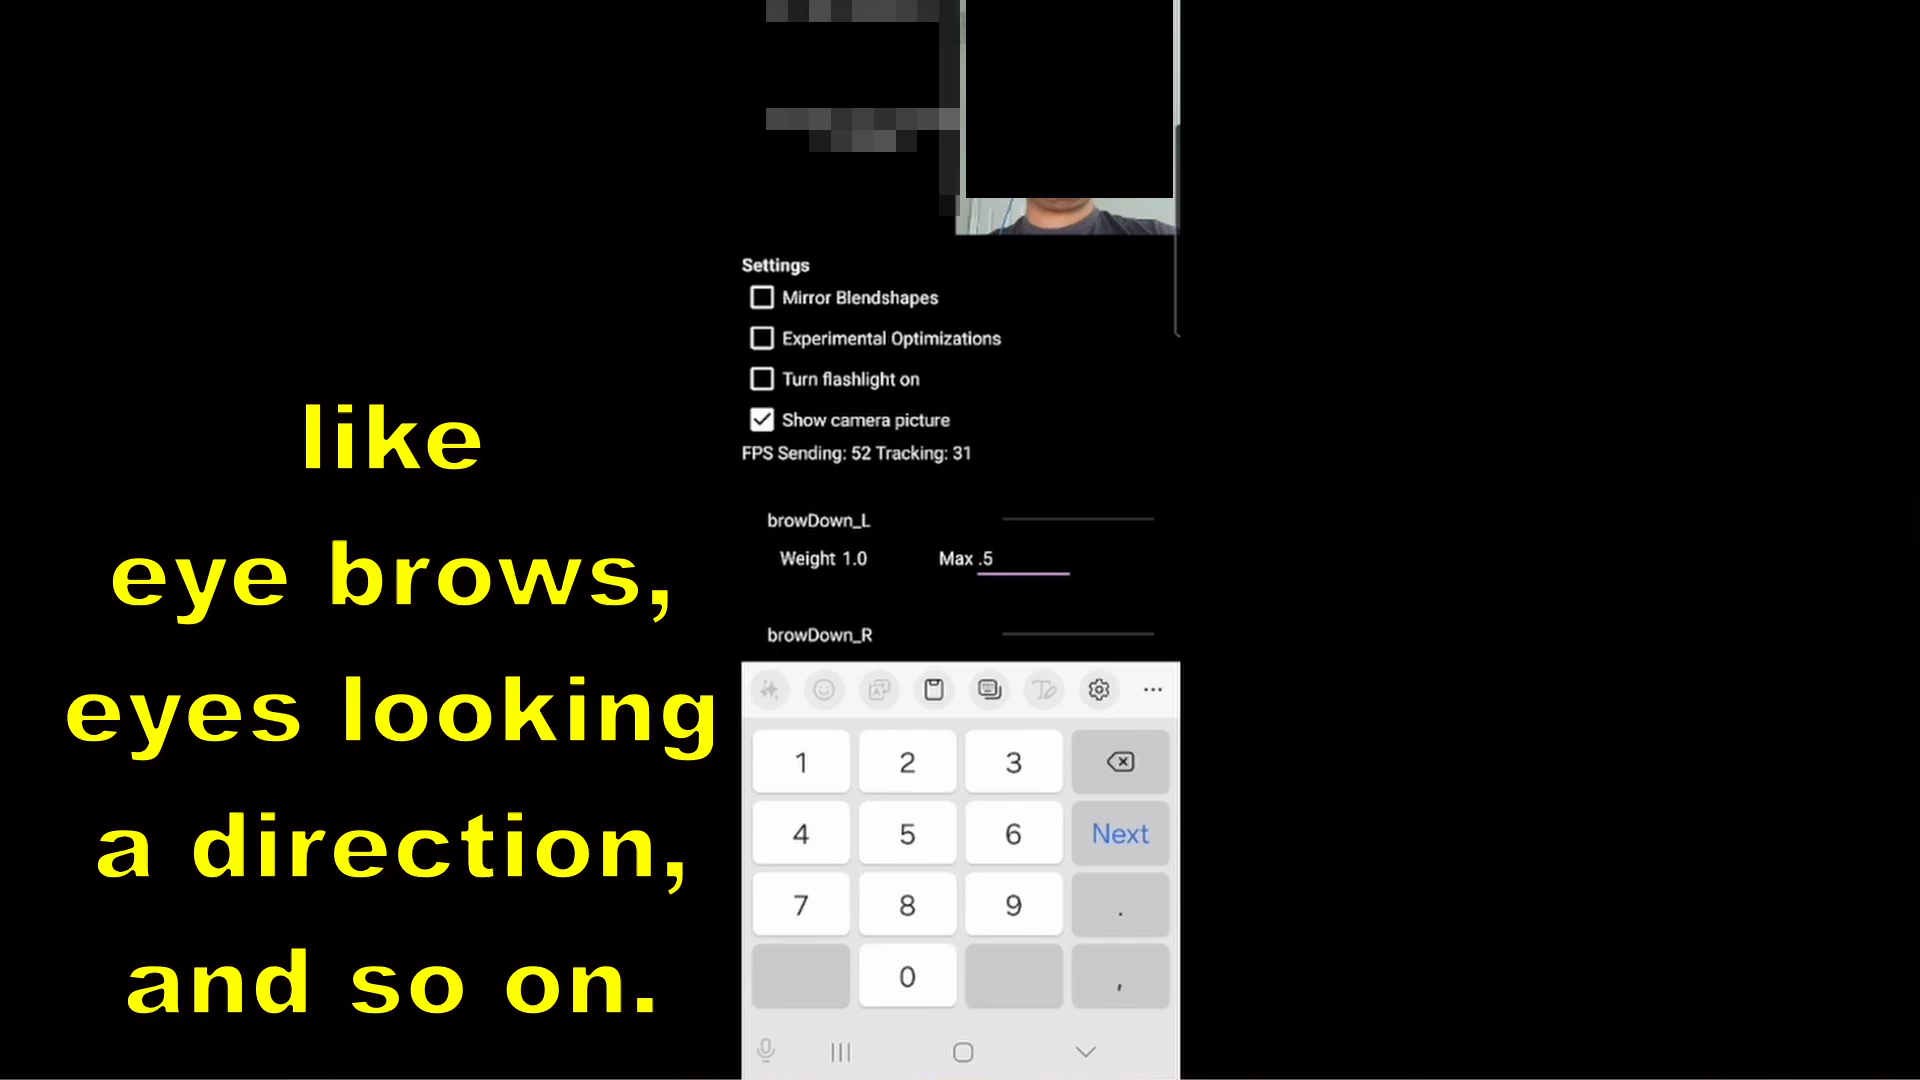 like
eye brows,
eyes looking
a direction,
and so on.
Settings
Mirror Blendshapes
Experimental Optimizations
Turn flashlight on
Show camera picture
FPS Sending: 52 Tracking: 31
browDown_L
Weight 1.0 Max .5
browDown_R
1 2 3
4 5 6 Next
7 8 9 .
0 ,